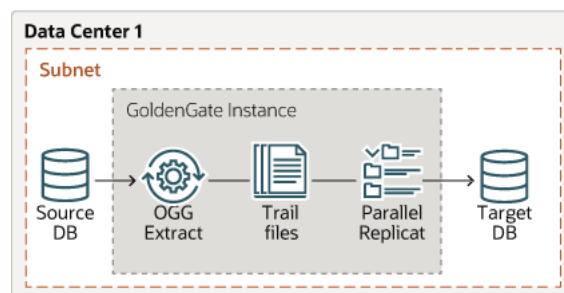 Data Center 1
Subnet
GoldenGate Instance
Source
DB
OGG
Extract
Trail
files
Parallel
Replicat
Target
DB